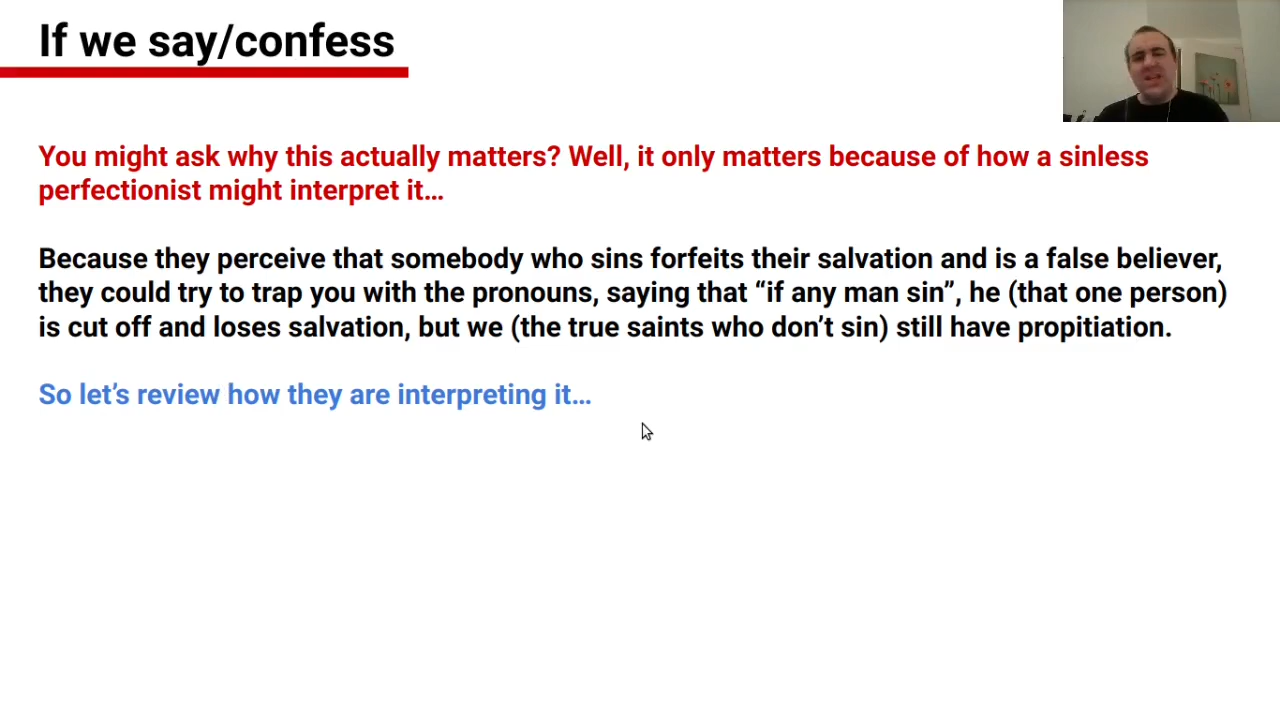 If we say/confess
You might ask why this actually matters? Well, it only matters because of how a sinless
perfectionist might interpret it…
Because they perceive that somebody who sins forfeits their salvation and is a false believer,
they could try to trap you with the pronouns, saying that “if any man sin”, he (that one person)
is cut off and loses salvation, but we (the true saints who don’t sin) still have propitiation.
So let’s review how they are interpreting it…